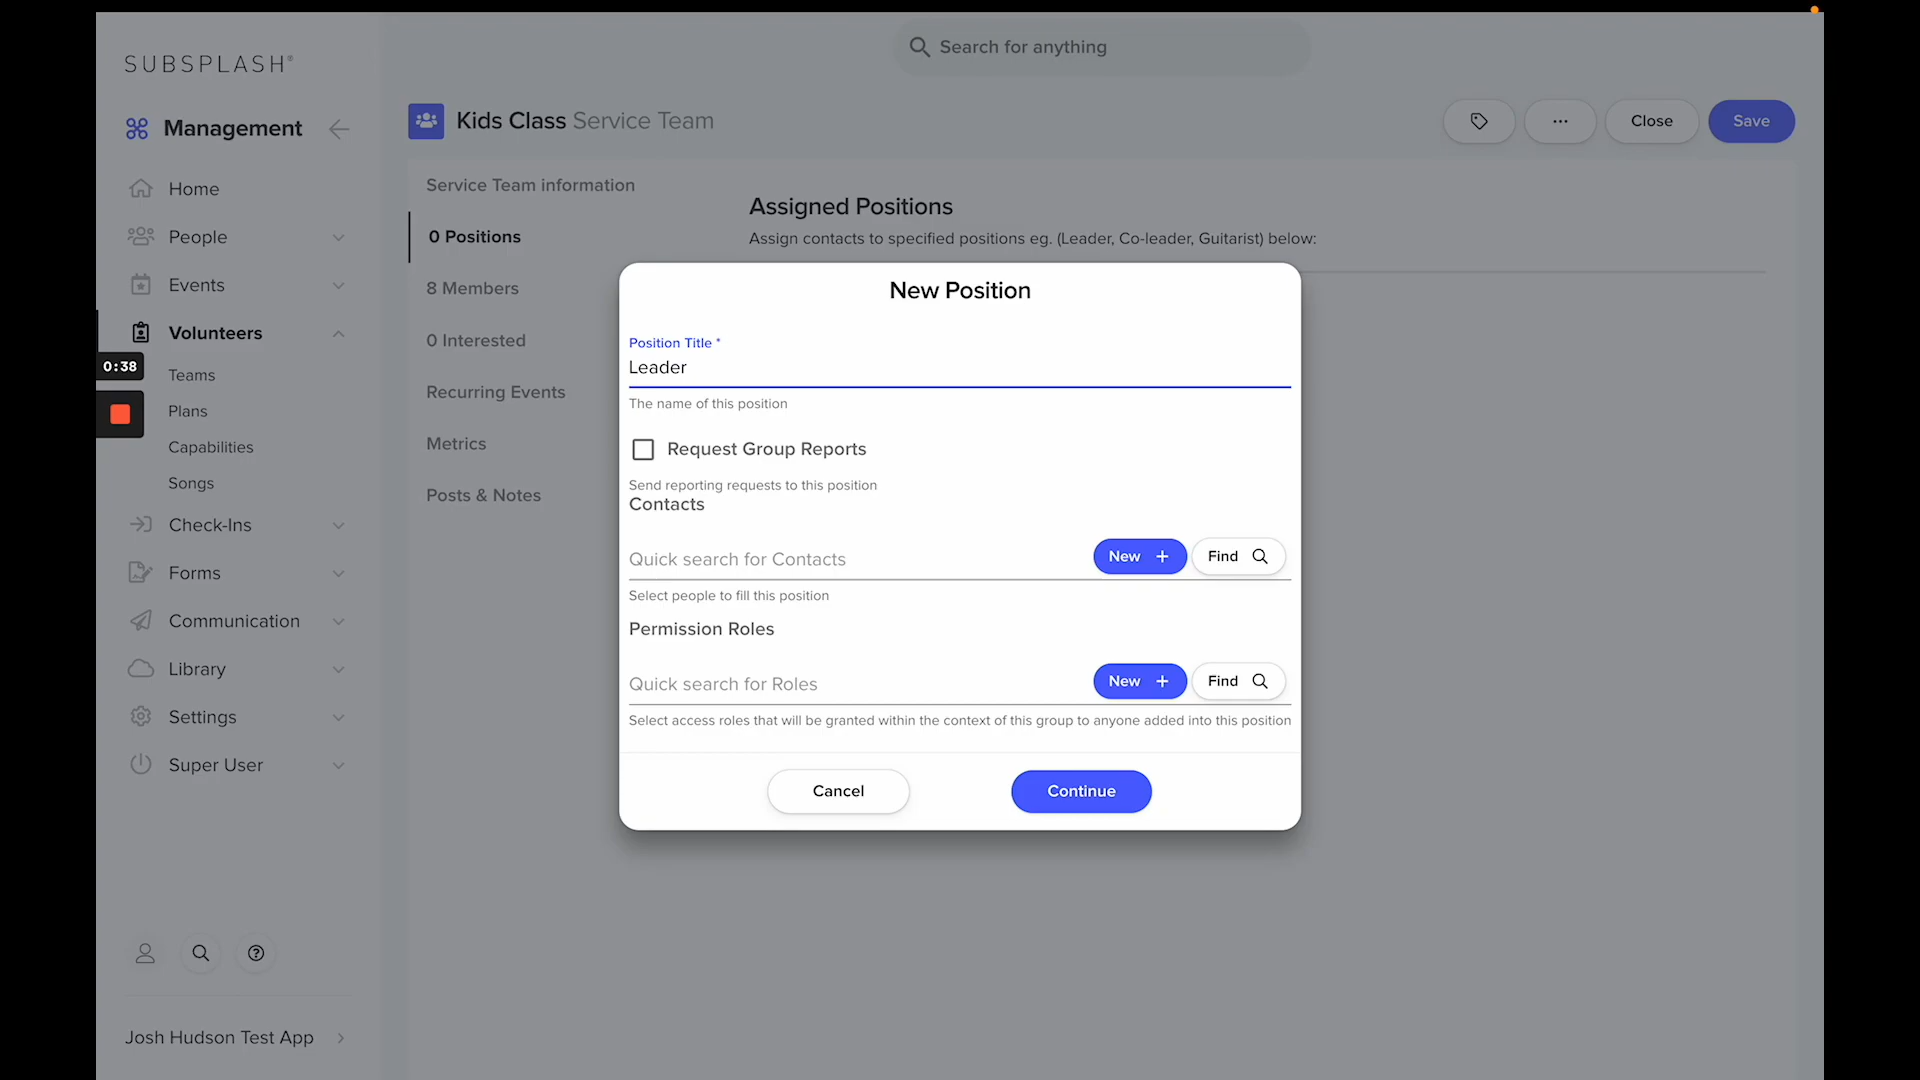 SUBSPLASH®
Search for anything
Management
Kids Class Service Team
Close
Save
Home
People
Events
Volunteers
Teams
Plans
Capabilities
Songs
Check-Ins
Forms
Communication
Library
Settings
Super User
0:38
Josh Hudson Test App
Service Team information
0 Positions
8 Members
0 Interested
Recurring Events
Metrics
Posts & Notes
Assigned Positions
Assign contacts to specified positions eg. (Leader, Co-leader, Guitarist) below:
New Position
Position Title *
Leader
The name of this position
Request Group Reports
Send reporting requests to this position
Contacts
Quick search for Contacts
New +
Find
Select people to fill this position
Permission Roles
Quick search for Roles
New +
Find
Select access roles that will be granted within the context of this group to anyone added into this position
Cancel
Continue